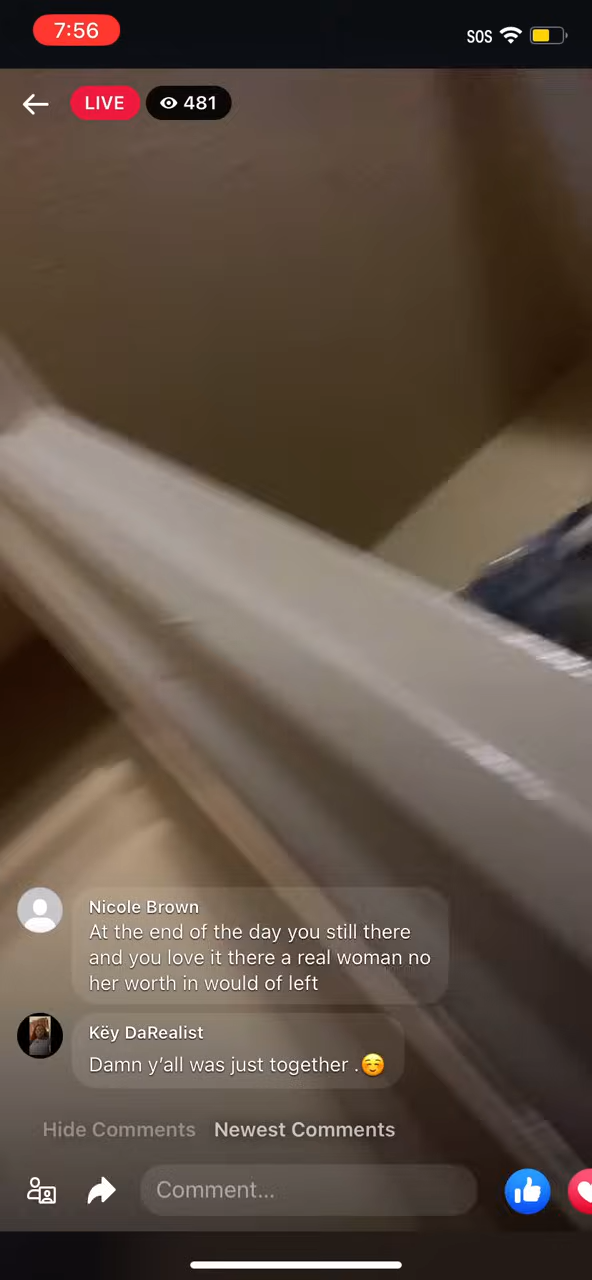 7:56
SOS
LIVE
481
Nicole Brown
At the end of the day you still there
and you love it there a real woman no
her worth in would of left
Këy DaRealist
Damn y'all was just together .☺️
Hide Comments Newest Comments
Comment...